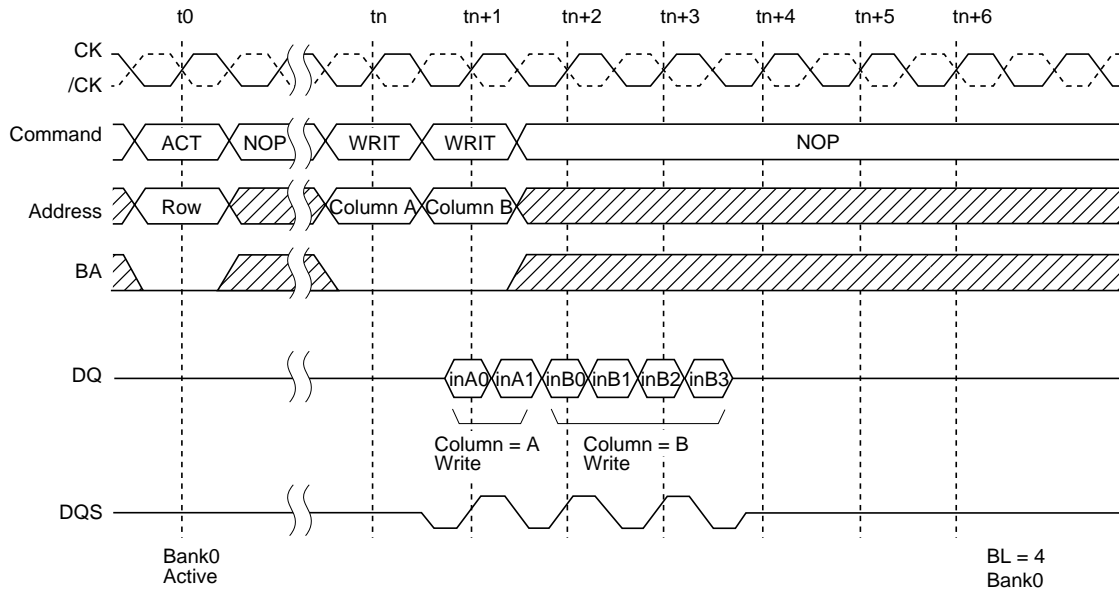 t0 tn tn+1 tn+2 tn+3 tn+4 tn+5 tn+6
CK
/CK
Command ACT NOP WRIT WRIT NOP
Address Row Column A Column B
BA
DQ inA0 inA1 inB0 inB1 inB2 inB3
Column = A Column = B
Write Write
DQS
Bank0 BL = 4
Active Bank0